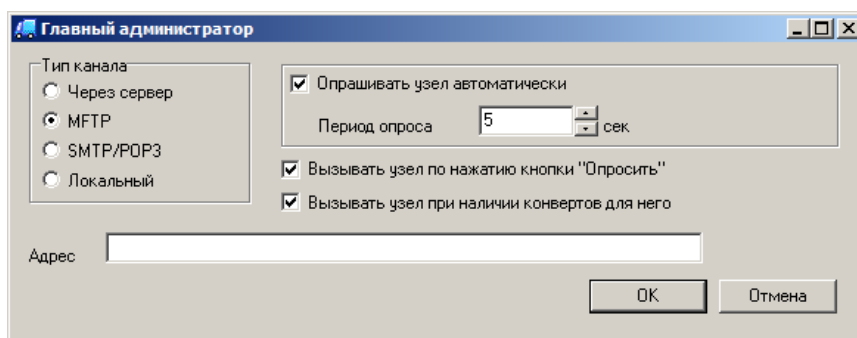 Главный администратор
Тип канала
Через сервер
MFTP
SMTP/POP3
Локальный
Опрашивать узел автоматически
Период опроса 5 сек
Вызывать узел по нажатию кнопки "Опросить"
Вызывать узел при наличии конвертов для него
Адрес
OK Отмена